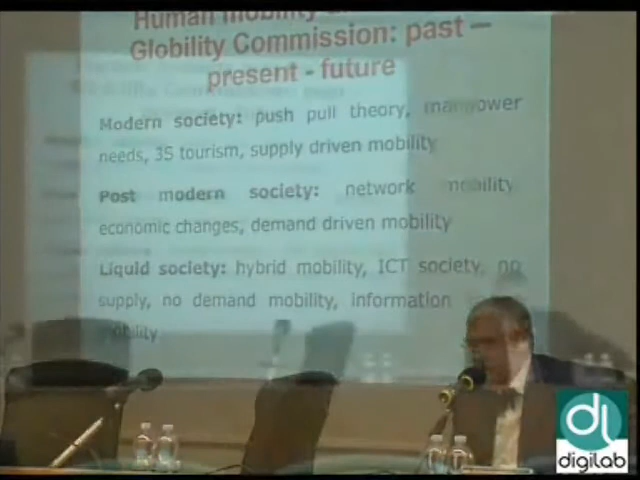 Human mobility
Globility Commission: past –
present - future
Modern society: push pull theory, manpower
needs, 3S tourism, supply driven mobility
Post modern society: network mobility
economic changes, demand driven mobility
Liquid society: hybrid mobility, ICT society, no
supply, no demand mobility, information
mobility
digilab